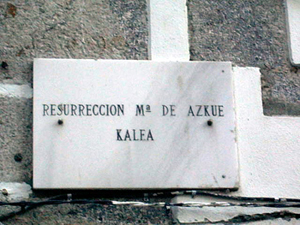 RESURRECCION Mª DE AZKUE
KALEA